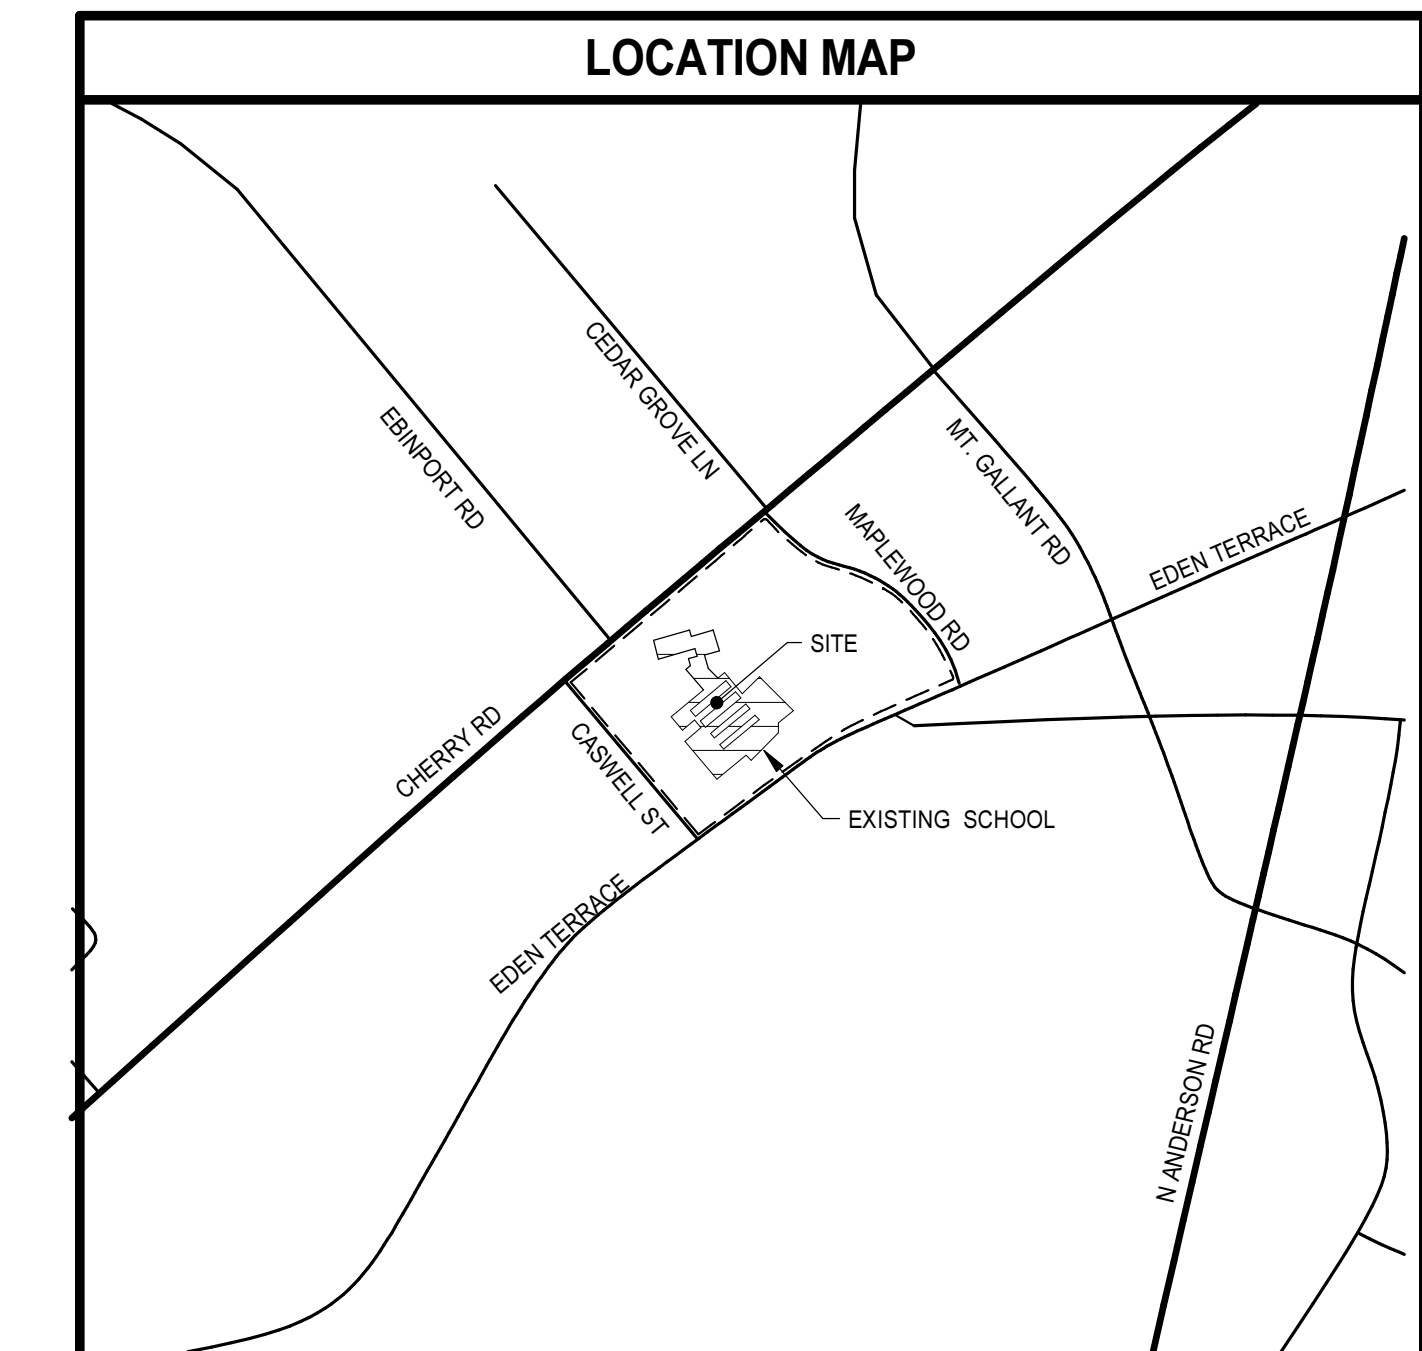 LOCATION MAP
CEDAR GROVE LN
EBINPORT RD
MT. GALLANT RD
MAPLEWOOD RD
EDEN TERRACE
SITE
CHERRY RD
CASWELL ST
EXISTING SCHOOL
EDEN TERRACE
N ANDERSON RD